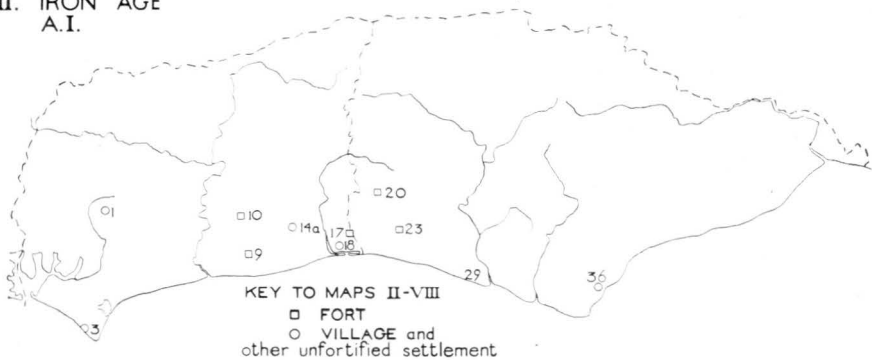 II. IRON AGE
A.I.
1
10
14a
17
18
20
23
9
29
36
3
KEY TO MAPS II-VIII
FORT
VILLAGE and
other unfortified settlement